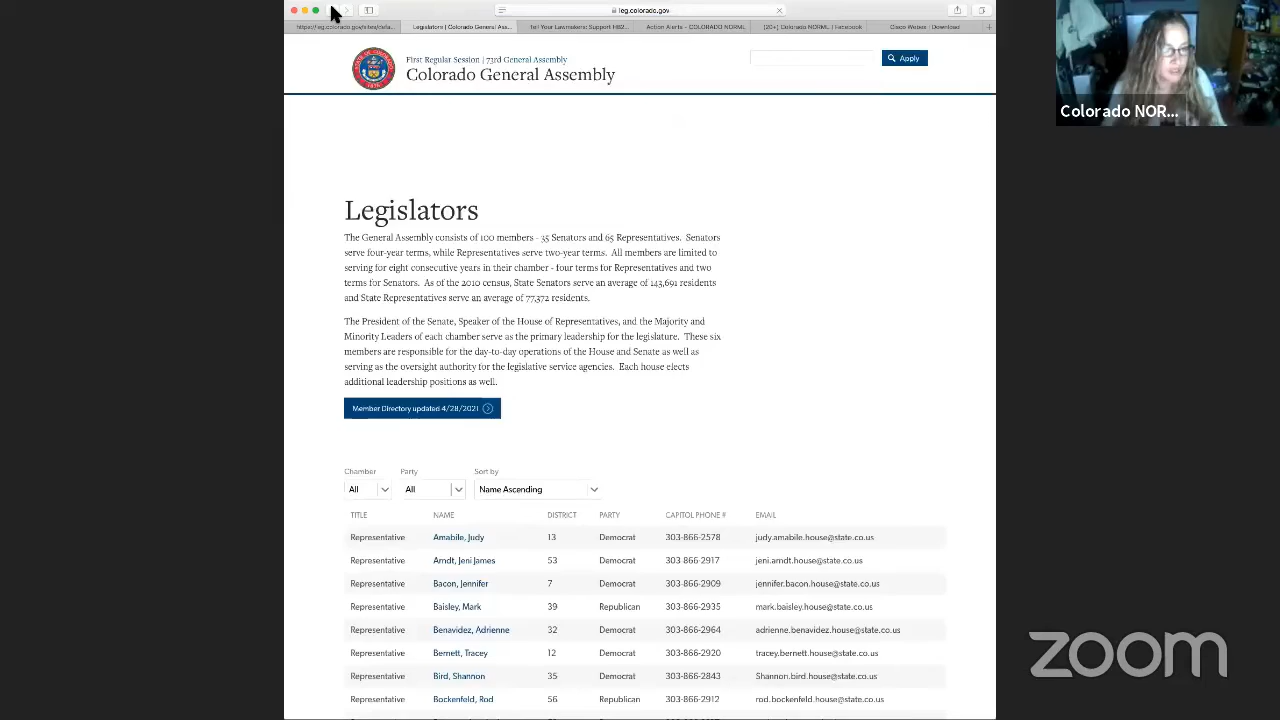 leg.colorado.gov
https://leg.colorado.gov/sites/defa...
Legislators | Colorado General Ass...
Tell Your Lawmakers: Support HB2...
Action Alerts - COLORADO NORML
(20+) Colorado NORML | Facebook
Cisco Webex | Download
First Regular Session | 73rd General Assembly
Colorado General Assembly
Apply
Colorado NOR...
Legislators
The General Assembly consists of 100 members - 35 Senators and 65 Representatives. Senators
serve four-year terms, while Representatives serve two-year terms. All members are limited to
serving for eight consecutive years in their chamber - four terms for Representatives and two
terms for Senators. As of the 2010 census, State Senators serve an average of 143,691 residents
and State Representatives serve an average of 77,372 residents.
The President of the Senate, Speaker of the House of Representatives, and the Majority and
Minority Leaders of each chamber serve as the primary leadership for the legislature. These six
members are responsible for the day-to-day operations of the House and Senate as well as
serving as the oversight authority for the legislative service agencies. Each house elects
additional leadership positions as well.
Member Directory updated 4/28/2021
Chamber Party Sort by
All All Name Ascending
TITLE NAME DISTRICT PARTY CAPITOL PHONE # EMAIL
Representative Amabile, Judy 13 Democrat 303-866-2578 judy.amabile.house@state.co.us
Representative Arndt, Jeni James 53 Democrat 303-866-2917 jeni.arndt.house@state.co.us
Representative Bacon, Jennifer 7 Democrat 303-866-2909 jennifer.bacon.house@state.co.us
Representative Baisley, Mark 39 Republican 303-866-2935 mark.baisley.house@state.co.us
Representative Benavidez, Adrienne 32 Democrat 303-866-2964 adrienne.benavidez.house@state.co.us
Representative Bernett, Tracey 12 Democrat 303-866-2920 tracey.bernett.house@state.co.us
Representative Bird, Shannon 35 Democrat 303-866-2843 Shannon.bird.house@state.co.us
Representative Bockenfeld, Rod 56 Republican 303-866-2912 rod.bockenfeld.house@state.co.us
zoom